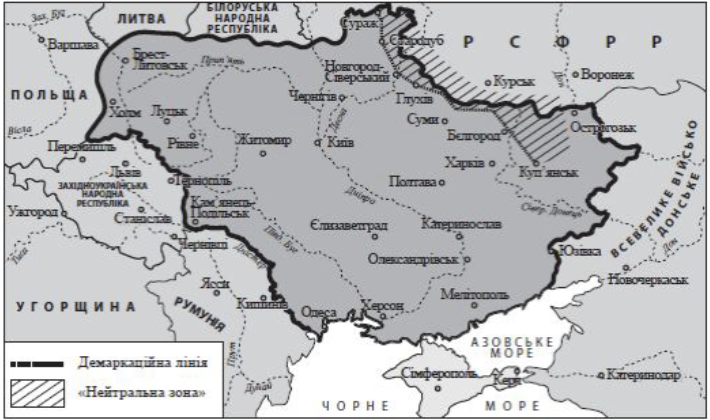 ЛИТВА
БІЛОРУСЬКА
НАРОДНА
РЕСПУБЛІКА
Зах. Буг
Сураж
Стародуб
Р С Ф Р Р
Варшава
Брест-
Литовськ
Прип'ять
Новгород-
Сіверський
Курськ
Воронеж
ПОЛЬЩА
Чернігів
Глухів
Холм
Луцьк
Десна
Суми
Острогозьк
Вісла
Рівне
Житомир
Київ
Бєлгород
Перемишль
Харків
Куп'янськ
Львів
Тернопіль
Полтава
ЗАХІДНОУКРАЇНСЬКА
НАРОДНА
РЕСПУБЛІКА
Кам'янець-
Подільськ
Дніпро
Сівер. Донець
ВСЕВЕЛИКЕ ВІЙСЬКО
ДОНСЬКЕ
Ужгород
Станіслав
Єлизаветград
Катеринослав
Дон
Тиса
Чернівці
Півд. Буг
Дністер
Олександрівськ
Юзівка
Новочеркаськ
Ясси
УГОРЩИНА
РУМУНІЯ
Кишинів
Одеса
Херсон
Мелітополь
Прут
АЗОВСЬКЕ
МОРЕ
Демаркаційна лінія
Сімферополь
Керч
Катеринодар
«Нейтральна зона»
Дунай
ЧОРНЕ МОРЕ